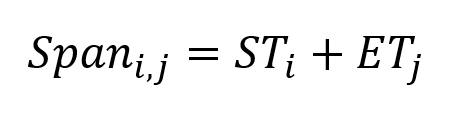 Span_{i,j} = ST_i + ET_j